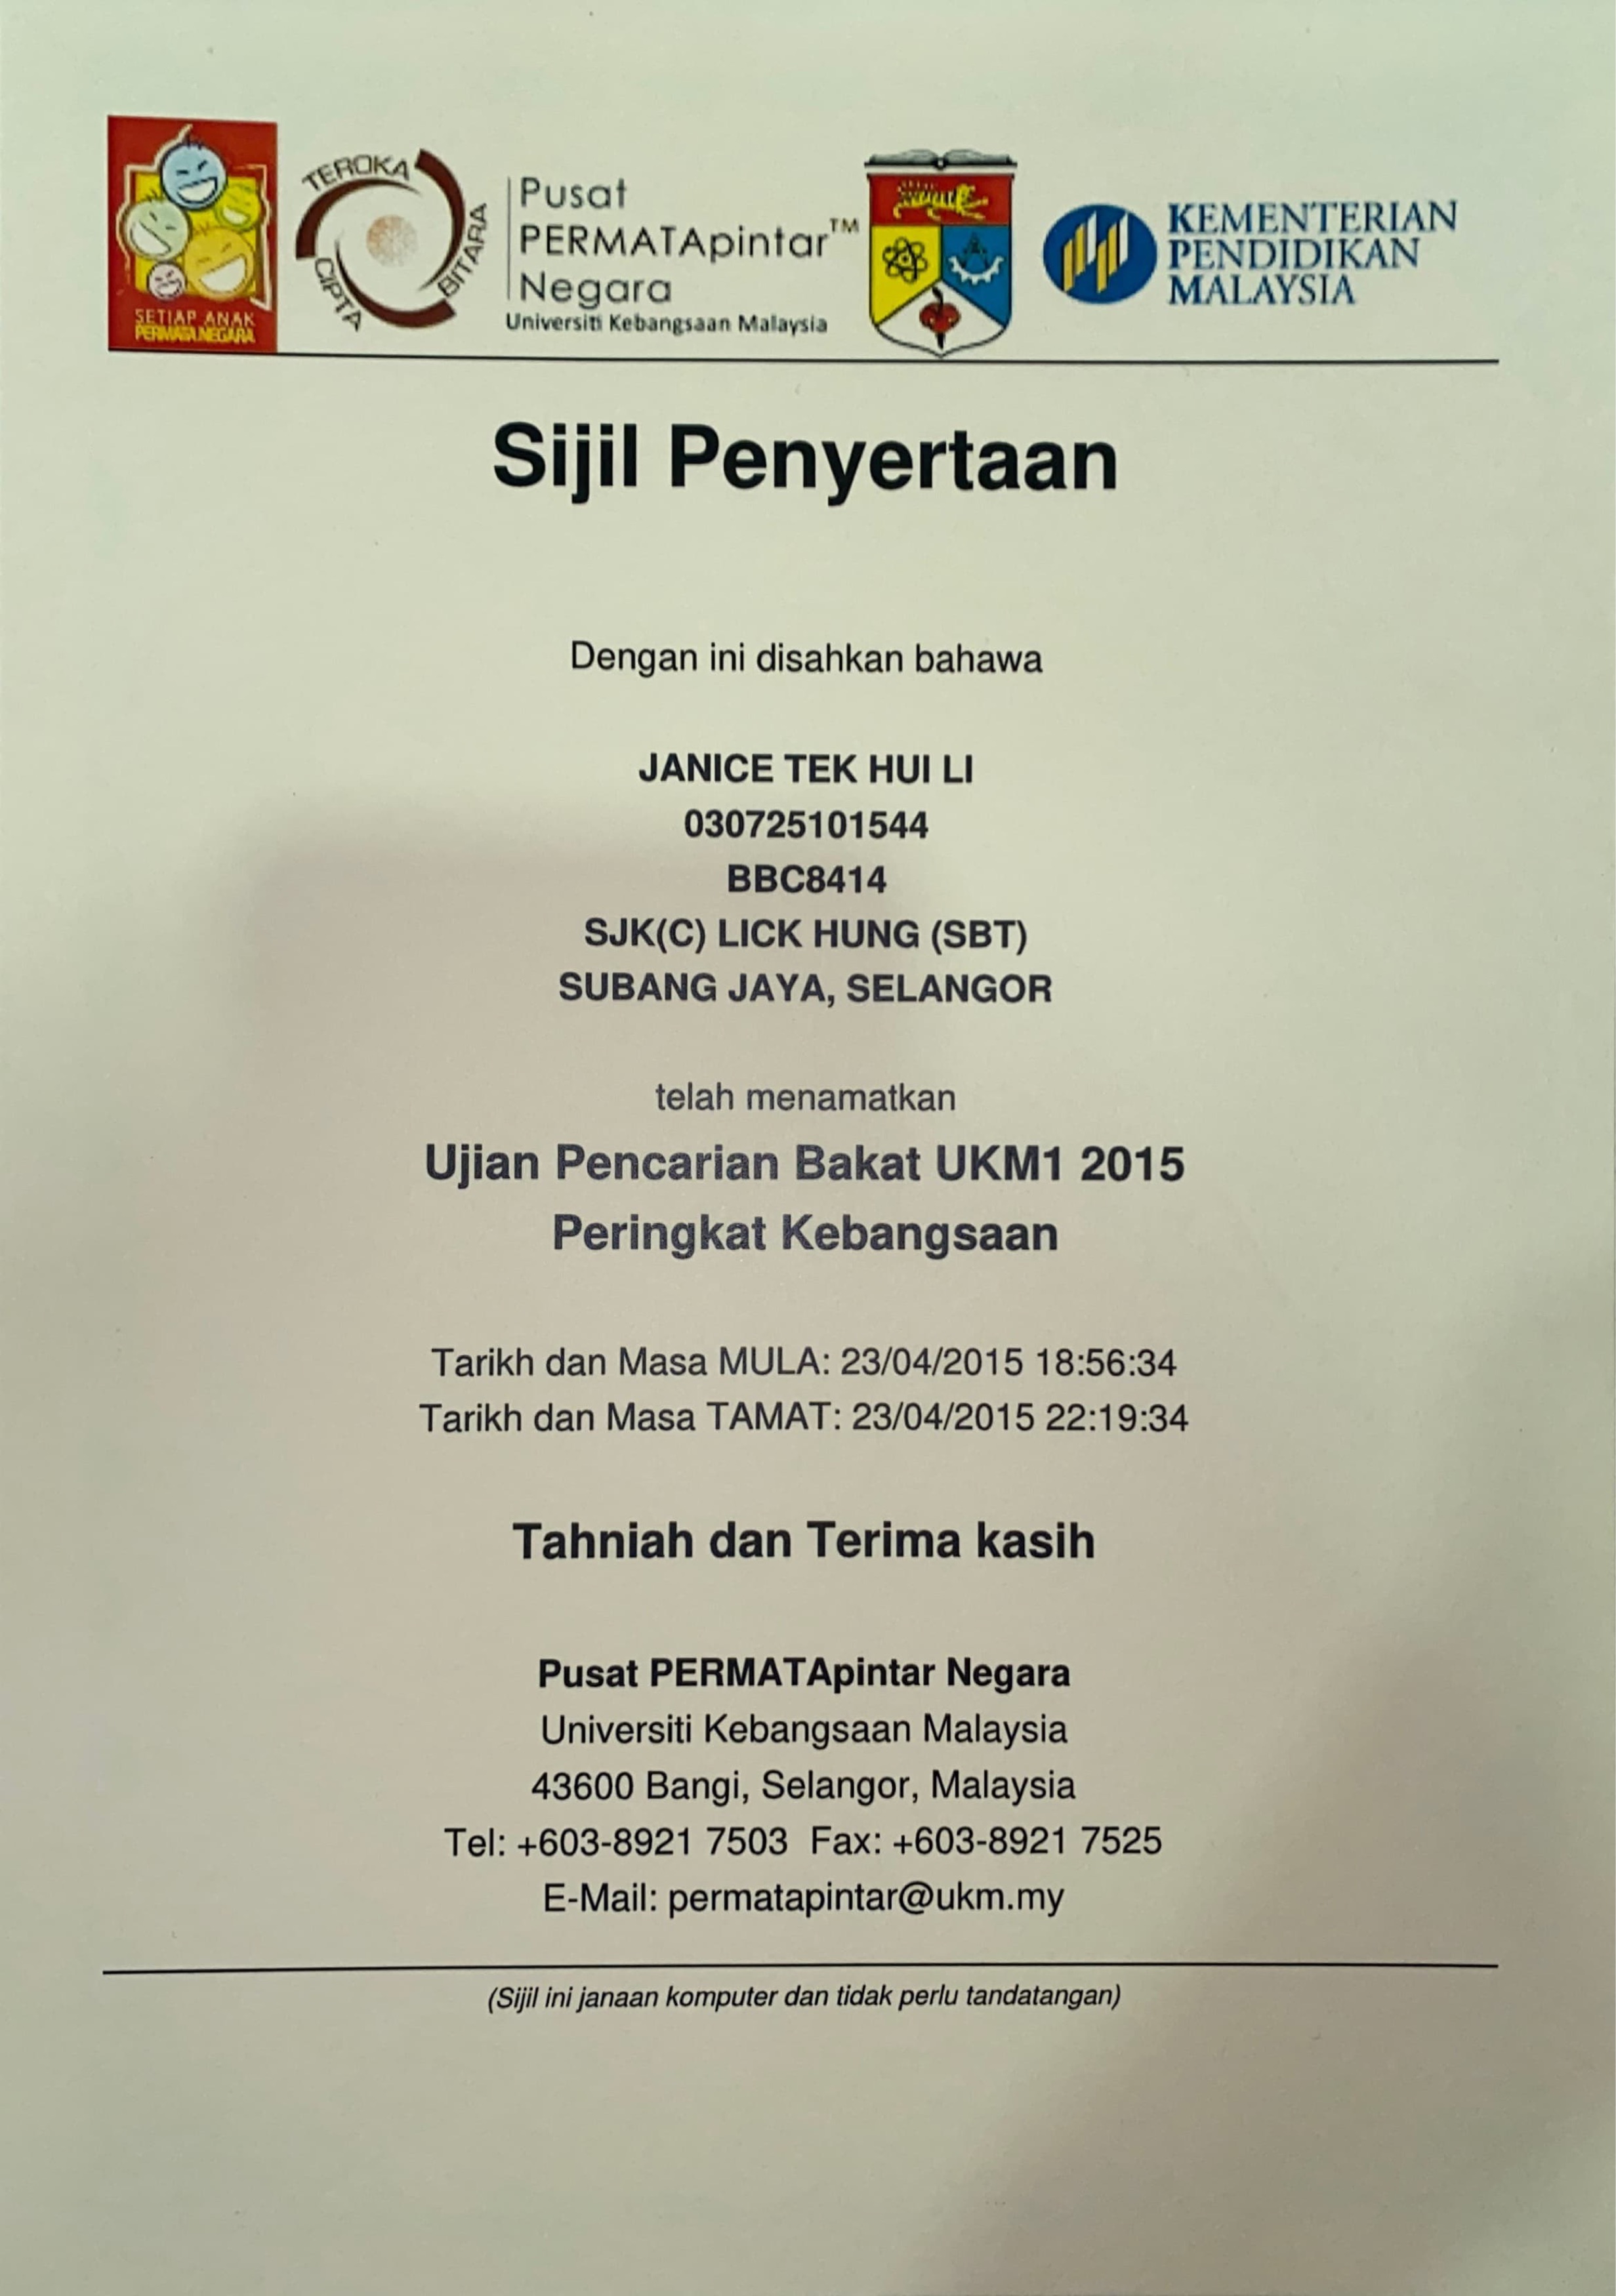 SETIAP ANAK
PERMATA NEGARA
TEROKA
BITARA
CIPTA
Pusat
PERMATApintar™
Negara
Universiti Kebangsaan Malaysia
KEMENTERIAN
PENDIDIKAN
MALAYSIA
Sijil Penyertaan
Dengan ini disahkan bahawa
JANICE TEK HUI LI
030725101544
BBC8414
SJK(C) LICK HUNG (SBT)
SUBANG JAYA, SELANGOR
telah menamatkan
Ujian Pencarian Bakat UKM1 2015
Peringkat Kebangsaan
Tarikh dan Masa MULA: 23/04/2015 18:56:34
Tarikh dan Masa TAMAT: 23/04/2015 22:19:34
Tahniah dan Terima kasih
Pusat PERMATApintar Negara
Universiti Kebangsaan Malaysia
43600 Bangi, Selangor, Malaysia
Tel: +603-8921 7503 Fax: +603-8921 7525
E-Mail: permatapintar@ukm.my
(Sijil ini janaan komputer dan tidak perlu tandatangan)